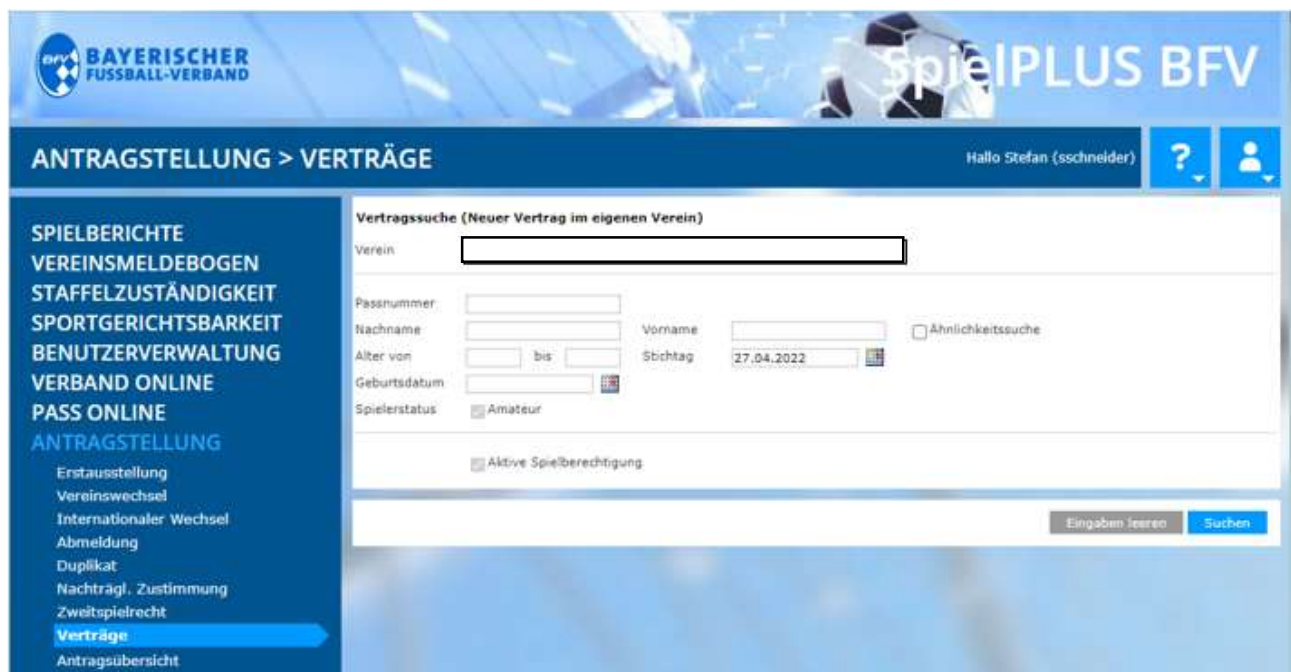 BFV BAYERISCHER
FUSSBALL-VERBAND
SpielPLUS BFV
ANTRAGSTELLUNG > VERTRÄGE
Hallo Stefan (sschneider)
?
SPIELBERICHTE
VEREINSMELDEBOGEN
STAFFELZUSTÄNDIGKEIT
SPORTGERICHTSBARKEIT
BENUTZERVERWALTUNG
VERBAND ONLINE
PASS ONLINE
ANTRAGSTELLUNG
Erstausstellung
Vereinswechsel
Internationaler Wechsel
Abmeldung
Duplikat
Nachträgl. Zustimmung
Zweitspielrecht
Verträge
Antragsübersicht
Vertragssuche (Neuer Vertrag im eigenen Verein)
Verein
Passnummer
Nachname Vorname Ähnlichkeitssuche
Alter von bis Stichtag 27.04.2022
Geburtsdatum
Spielerstatus Amateur
Aktive Spielberechtigung
Eingaben leeren Suchen